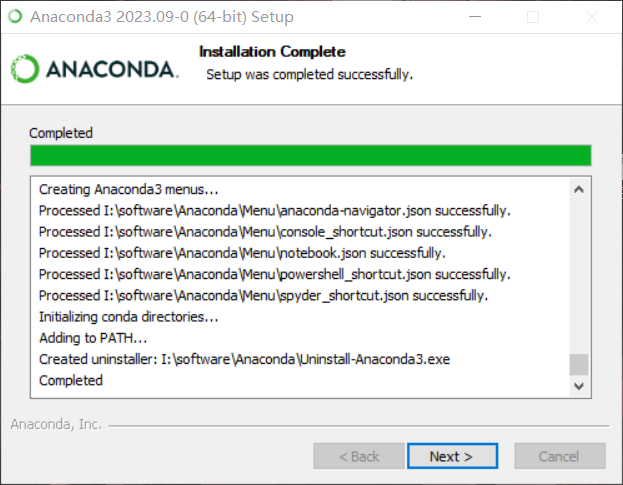 Anaconda3 2023.09-0 (64-bit) Setup
Installation Complete
Setup was completed successfully.
ANACONDA.
Completed
Creating Anaconda3 menus...
Processed I:\software\Anaconda\Menu\anaconda-navigator.json successfully.
Processed I:\software\Anaconda\Menu\console_shortcut.json successfully.
Processed I:\software\Anaconda\Menu\notebook.json successfully.
Processed I:\software\Anaconda\Menu\powershell_shortcut.json successfully.
Processed I:\software\Anaconda\Menu\spyder_shortcut.json successfully.
Initializing conda directories...
Adding to PATH...
Created uninstaller: I:\software\Anaconda\Uninstall-Anaconda3.exe
Completed
Anaconda, Inc.
< Back Next > Cancel